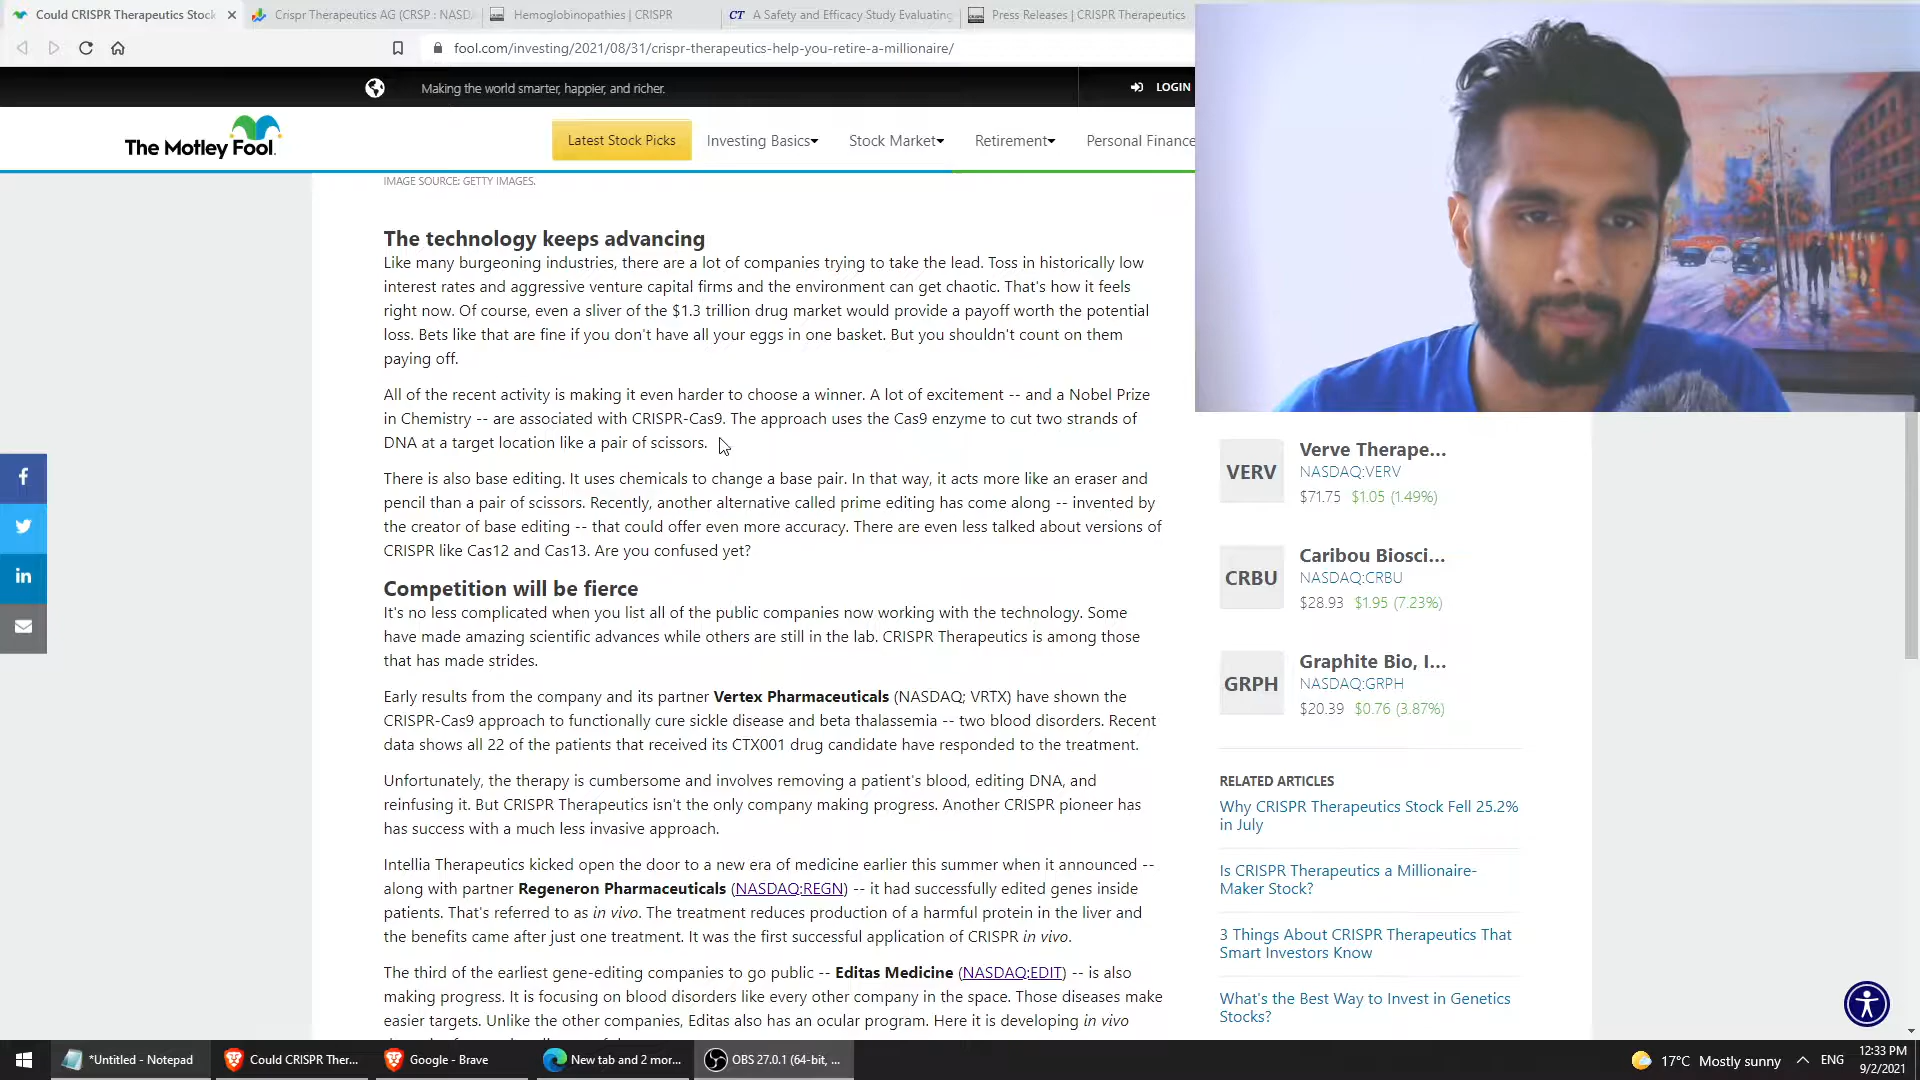 Could CRISPR Therapeutics Stock
Crispr Therapeutics AG (CRSP : NASDA
Hemoglobinopathies | CRISPR
CT A Safety and Efficacy Study Evaluating
Press Releases | CRISPR Therapeutics
fool.com/investing/2021/08/31/crispr-therapeutics-help-you-retire-a-millionaire/
Making the world smarter, happier, and richer.
LOGIN
The Motley Fool.
Latest Stock Picks
Investing Basics
Stock Market
Retirement
Personal Finance
IMAGE SOURCE: GETTY IMAGES.
The technology keeps advancing
Like many burgeoning industries, there are a lot of companies trying to take the lead. Toss in historically low
interest rates and aggressive venture capital firms and the environment can get chaotic. That's how it feels
right now. Of course, even a sliver of the $1.3 trillion drug market would provide a payoff worth the potential
loss. Bets like that are fine if you don't have all your eggs in one basket. But you shouldn't count on them
paying off.
All of the recent activity is making it even harder to choose a winner. A lot of excitement -- and a Nobel Prize
in Chemistry -- are associated with CRISPR-Cas9. The approach uses the Cas9 enzyme to cut two strands of
DNA at a target location like a pair of scissors.
There is also base editing. It uses chemicals to change a base pair. In that way, it acts more like an eraser and
pencil than a pair of scissors. Recently, another alternative called prime editing has come along -- invented by
the creator of base editing -- that could offer even more accuracy. There are even less talked about versions of
CRISPR like Cas12 and Cas13. Are you confused yet?
Competition will be fierce
It's no less complicated when you list all of the public companies now working with the technology. Some
have made amazing scientific advances while others are still in the lab. CRISPR Therapeutics is among those
that has made strides.
Early results from the company and its partner Vertex Pharmaceuticals (NASDAQ; VRTX) have shown the
CRISPR-Cas9 approach to functionally cure sickle disease and beta thalassemia -- two blood disorders. Recent
data shows all 22 of the patients that received its CTX001 drug candidate have responded to the treatment.
Unfortunately, the therapy is cumbersome and involves removing a patient's blood, editing DNA, and
reinfusing it. But CRISPR Therapeutics isn't the only company making progress. Another CRISPR pioneer has
has success with a much less invasive approach.
Intellia Therapeutics kicked open the door to a new era of medicine earlier this summer when it announced --
along with partner Regeneron Pharmaceuticals (NASDAQ:REGN) -- it had successfully edited genes inside
patients. That's referred to as in vivo. The treatment reduces production of a harmful protein in the liver and
the benefits came after just one treatment. It was the first successful application of CRISPR in vivo.
The third of the earliest gene-editing companies to go public -- Editas Medicine (NASDAQ:EDIT) -- is also
making progress. It is focusing on blood disorders like every other company in the space. Those diseases make
easier targets. Unlike the other companies, Editas also has an ocular program. Here it is developing in vivo
VERV
Verve Therape...
NASDAQ:VERV
$71.75 $1.05 (1.49%)
CRBU
Caribou Biosci...
NASDAQ:CRBU
$28.93 $1.95 (7.23%)
GRPH
Graphite Bio, I...
NASDAQ:GRPH
$20.39 $0.76 (3.87%)
RELATED ARTICLES
Why CRISPR Therapeutics Stock Fell 25.2%
in July
Is CRISPR Therapeutics a Millionaire-
Maker Stock?
3 Things About CRISPR Therapeutics That
Smart Investors Know
What's the Best Way to Invest in Genetics
Stocks?
*Untitled - Notepad
Could CRISPR Ther...
Google - Brave
New tab and 2 mor...
OBS 27.0.1 (64-bit, ...
17°C Mostly sunny
ENG
12:33 PM
9/2/2021